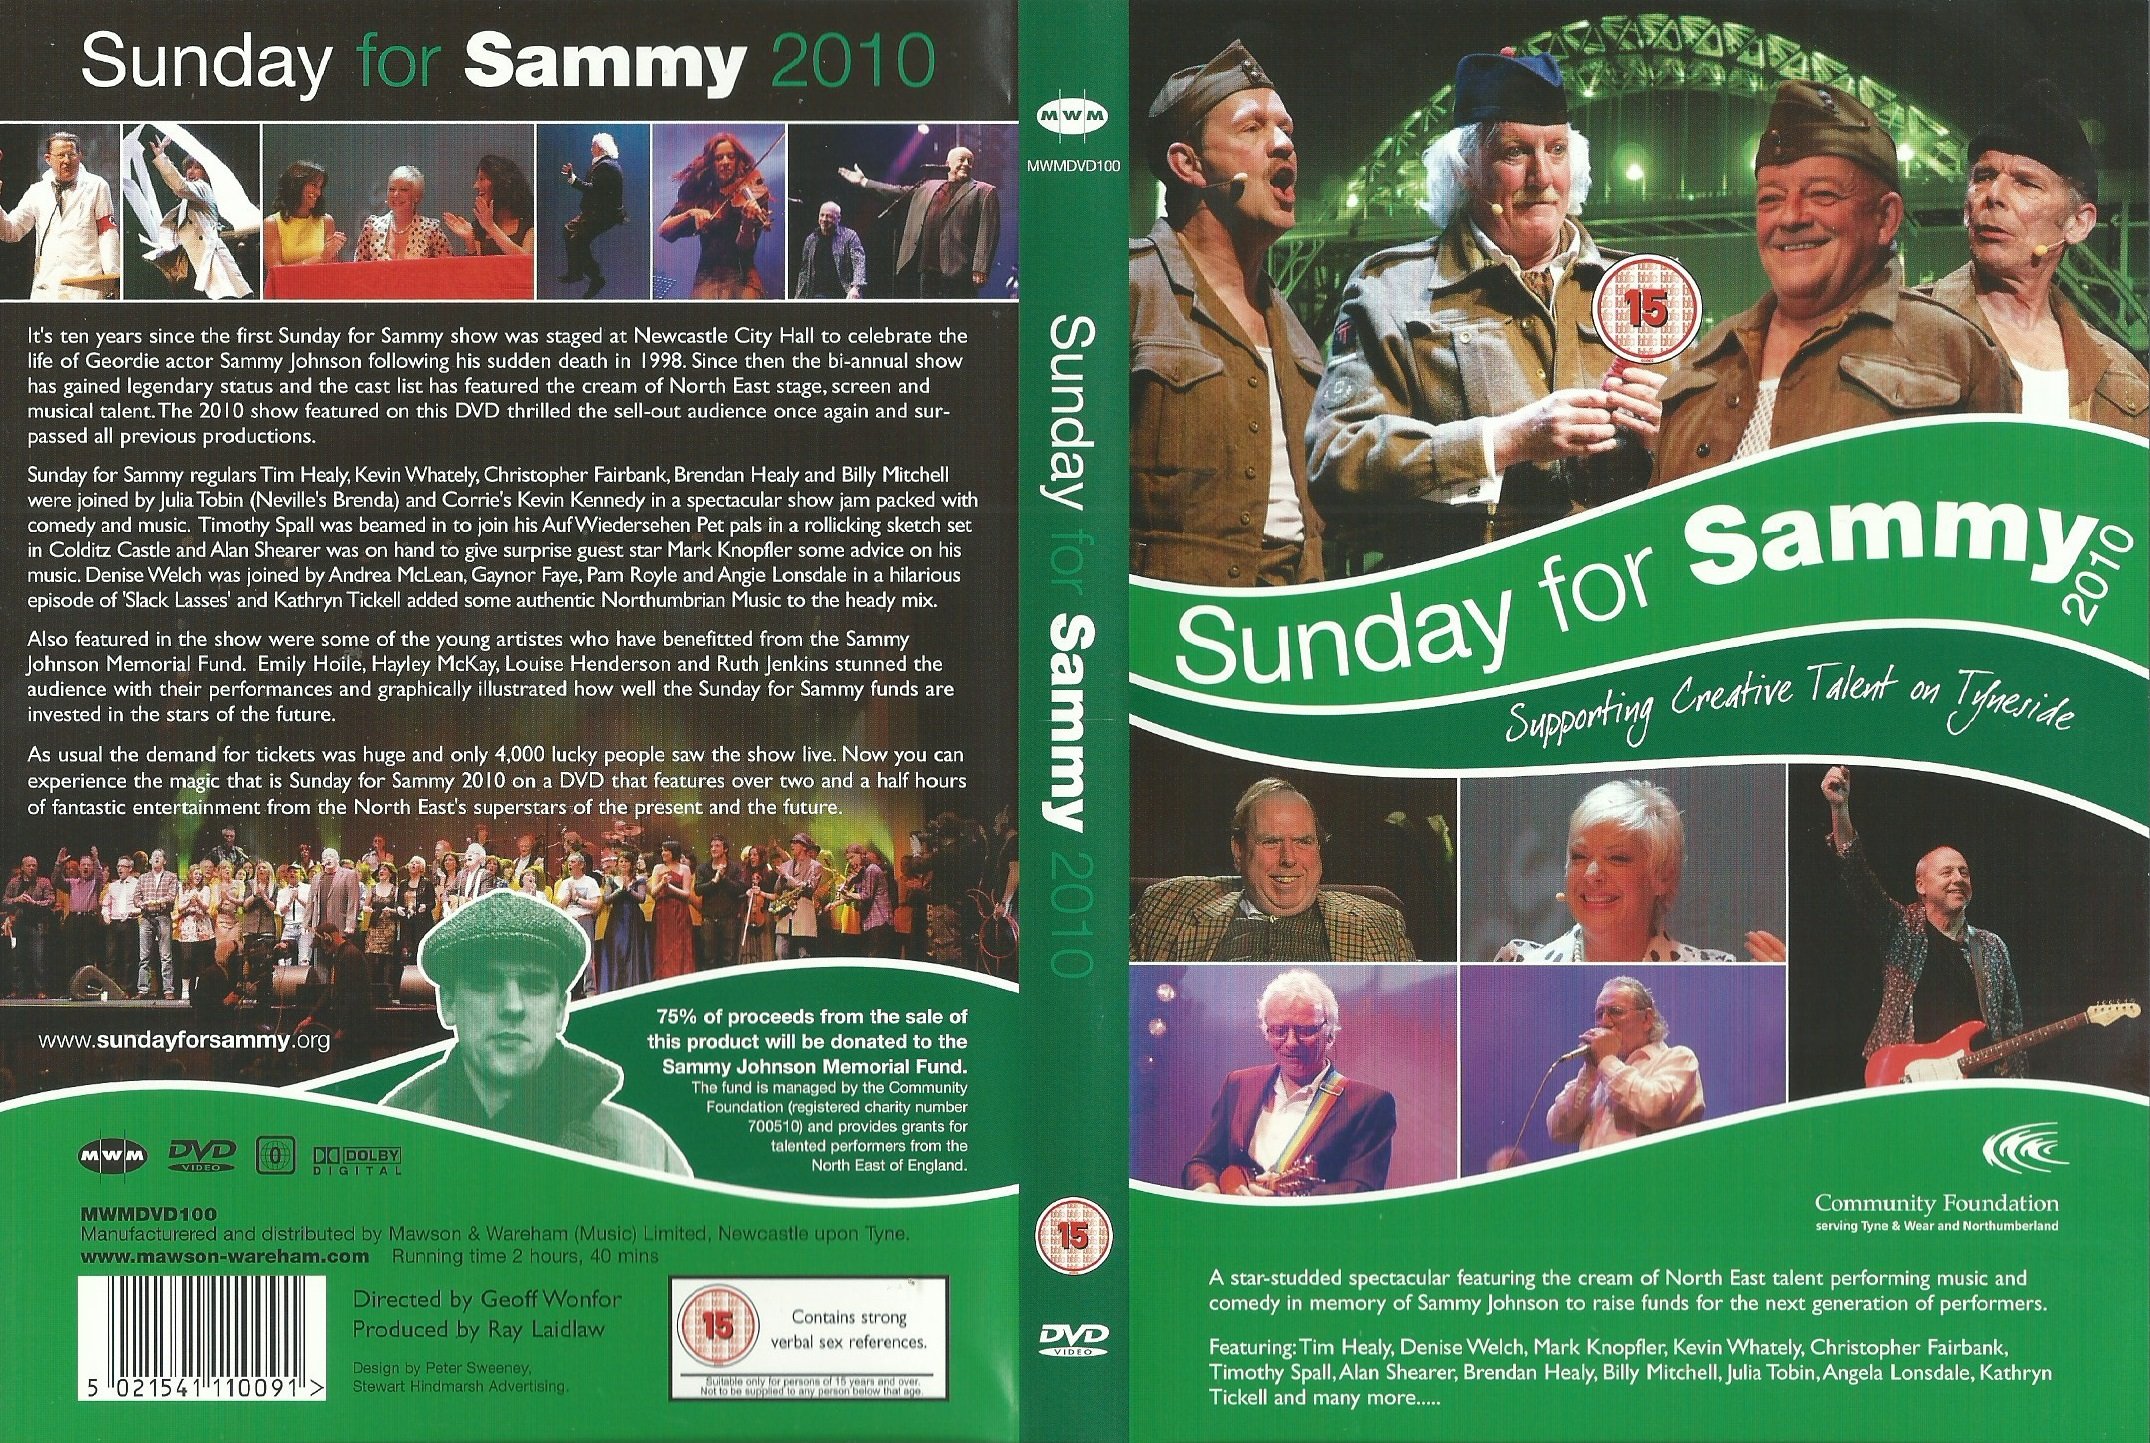 Sunday for Sammy 2010
It's ten years since the first Sunday for Sammy show was staged at Newcastle City Hall to celebrate the
life of Geordie actor Sammy Johnson following his sudden death in 1998. Since then the bi-annual show
has gained legendary status and the cast list has featured the cream of North East stage, screen and
musical talent. The 2010 show featured on this DVD thrilled the sell-out audience once again and sur-
passed all previous productions.
Sunday for Sammy regulars Tim Healy, Kevin Whately, Christopher Fairbank, Brendan Healy and Billy Mitchell
were joined by Julia Tobin (Neville's Brenda) and Corrie's Kevin Kennedy in a spectacular show jam packed with
comedy and music. Timothy Spall was beamed in to join his Auf Wiedersehen Pet pals in a rollicking sketch set
in Colditz Castle and Alan Shearer was on hand to give surprise guest star Mark Knopfler some advice on his
music. Denise Welch was joined by Andrea McLean, Gaynor Faye, Pam Royle and Angie Lonsdale in a hilarious
episode of 'Slack Lasses' and Kathryn Tickell added some authentic Northumbrian Music to the heady mix.
Also featured in the show were some of the young artistes who have benefitted from the Sammy
Johnson Memorial Fund. Emily Hoile, Hayley McKay, Louise Henderson and Ruth Jenkins stunned the
audience with their performances and graphically illustrated how well the Sunday for Sammy funds are
invested in the stars of the future.
As usual the demand for tickets was huge and only 4,000 lucky people saw the show live. Now you can
experience the magic that is Sunday for Sammy 2010 on a DVD that features over two and a half hours
of fantastic entertainment from the North East's superstars of the present and the future.
www.sundayforsammy.org
75% of proceeds from the sale of
this product will be donated to the
Sammy Johnson Memorial Fund.
The fund is managed by the Community
Foundation (registered charity number
700510) and provides grants for
talented performers from the
North East of England.
MWM DVD VIDEO 0 DOLBY DIGITAL
MWMDVD100
Manufacturered and distributed by Mawson & Wareham (Music) Limited, Newcastle upon Tyne.
www.mawson-wareham.com Running time 2 hours, 40 mins
Directed by Geoff Wonfor
Produced by Ray Laidlaw
Design by Peter Sweeney,
Stewart Hindmarsh Advertising.
5 021541 110091 >
15
Contains strong
verbal sex references.
Suitable only for persons of 15 years and over.
Not to be supplied to any person below that age.
MWM
MWMDVD100
Sunday for Sammy 2010
15
DVD
VIDEO
15
Sunday for Sammy 2010
Supporting Creative Talent on Tyneside
Community Foundation
serving Tyne & Wear and Northumberland
A star-studded spectacular featuring the cream of North East talent performing music and
comedy in memory of Sammy Johnson to raise funds for the next generation of performers.
Featuring: Tim Healy, Denise Welch, Mark Knopfler, Kevin Whately, Christopher Fairbank,
Timothy Spall, Alan Shearer, Brendan Healy, Billy Mitchell, Julia Tobin, Angela Lonsdale, Kathryn
Tickell and many more.....